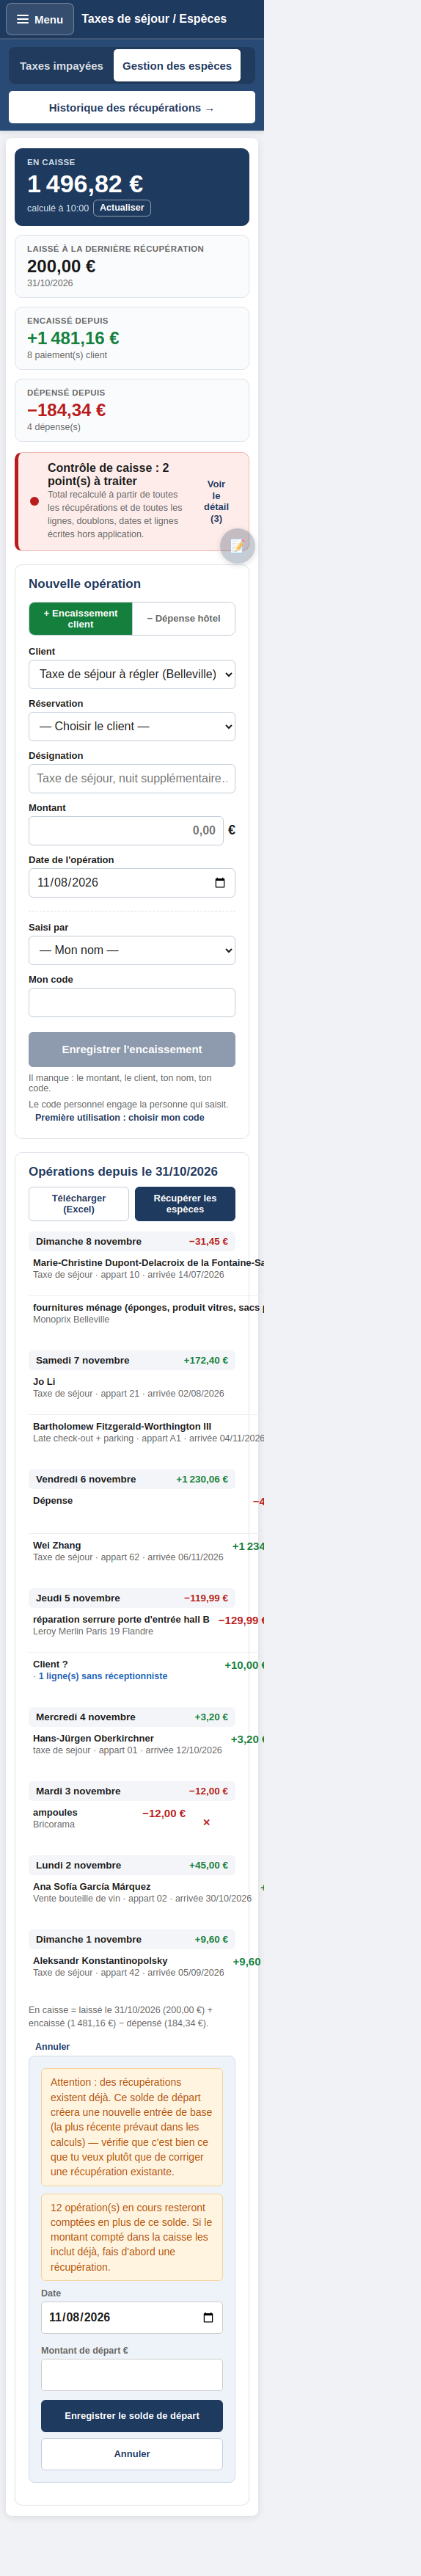 Menu
Taxes de séjour / Espèces
Taxes impayées
Gestion des espèces
Historique des récupérations →
EN CAISSE
1 496,82 €
calculé à 10:00 Actualiser
LAISSÉ À LA DERNIÈRE RÉCUPÉRATION
200,00 €
31/10/2026
ENCAISSÉ DEPUIS
+1 481,16 €
8 paiement(s) client
DÉPENSÉ DEPUIS
−184,34 €
4 dépense(s)
Contrôle de caisse : 2
point(s) à traiter
Total recalculé à partir de toutes
les récupérations et de toutes les
lignes, doublons, dates et lignes
écrites hors application.
Voir
le
détail
(3)
Nouvelle opération
+ Encaissement
client
− Dépense hôtel
Client
Taxe de séjour à régler (Belleville)
Réservation
— Choisir le client —
Désignation
Taxe de séjour, nuit supplémentaire..
Montant
0,00 €
Date de l'opération
11/08/2026
Saisi par
— Mon nom —
Mon code
Enregistrer l'encaissement
Il manque : le montant, le client, ton nom, ton
code.
Le code personnel engage la personne qui saisit.
Première utilisation : choisir mon code
Opérations depuis le 31/10/2026
Télécharger
(Excel)
Récupérer les
espèces
Dimanche 8 novembre −31,45 €
Marie-Christine Dupont-Delacroix de la Fontaine-Sa
Taxe de séjour · appart 10 · arrivée 14/07/2026
fournitures ménage (éponges, produit vitres, sacs
Monoprix Belleville
Samedi 7 novembre +172,40 €
Jo Li
Taxe de séjour · appart 21 · arrivée 02/08/2026
Bartholomew Fitzgerald-Worthington III
Late check-out + parking · appart A1 · arrivée 04/11/2026
Vendredi 6 novembre +1 230,06 €
Dépense −4
Wei Zhang +1 234
Taxe de séjour · appart 62 · arrivée 06/11/2026
Jeudi 5 novembre −119,99 €
réparation serrure porte d'entrée hall B −129,99 €
Leroy Merlin Paris 19 Flandre
Client ? +10,00 €
· 1 ligne(s) sans réceptionniste
Mercredi 4 novembre +3,20 €
Hans-Jürgen Oberkirchner +3,20 €
taxe de sejour · appart 01 · arrivée 12/10/2026
Mardi 3 novembre −12,00 €
ampoules −12,00 €
Bricorama ×
Lundi 2 novembre +45,00 €
Ana Sofía García Márquez +
Vente bouteille de vin · appart 02 · arrivée 30/10/2026
Dimanche 1 novembre +9,60 €
Aleksandr Konstantinopolsky +9,60
Taxe de séjour · appart 42 · arrivée 05/09/2026
En caisse = laissé le 31/10/2026 (200,00 €) +
encaissé (1 481,16 €) − dépensé (184,34 €).
Annuler
Attention : des récupérations
existent déjà. Ce solde de départ
créera une nouvelle entrée de base
(la plus récente prévaut dans les
calculs) — vérifie que c'est bien ce
que tu veux plutôt que de corriger
une récupération existante.
12 opération(s) en cours resteront
comptées en plus de ce solde. Si le
montant compté dans la caisse les
inclut déjà, fais d'abord une
récupération.
Date
11/08/2026
Montant de départ €
Enregistrer le solde de départ
Annuler